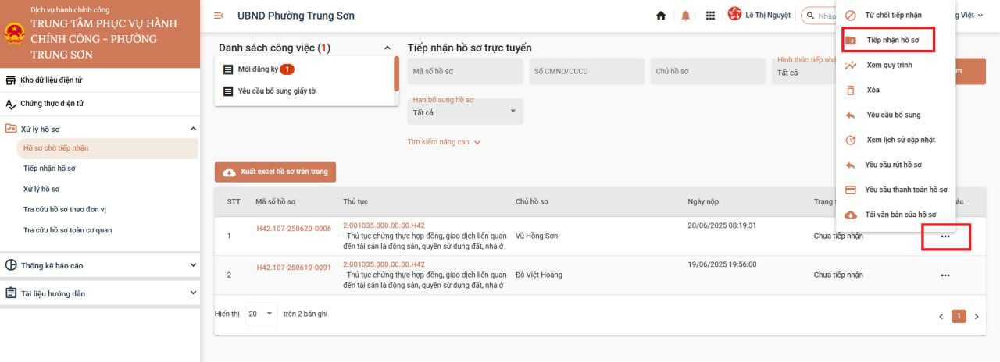 Dịch vụ hành chính công
TRUNG TÂM PHỤC VỤ HÀNH
CHÍNH CÔNG - PHƯỜNG
TRUNG SƠN
Kho dữ liệu điện tử
Chứng thực điện tử
Xử lý hồ sơ
Hồ sơ chờ tiếp nhận
Tiếp nhận hồ sơ
Xử lý hồ sơ
Tra cứu hồ sơ theo đơn vị
Tra cứu hồ sơ toàn cơ quan
Thống kê báo cáo
Tài liệu hướng dẫn
UBND Phường Trung Sơn
Lê Thị Nguyệt
Nhập
g Việt
Danh sách công việc (1)
Mới đăng ký 1
Yêu cầu bổ sung giấy tờ
Tiếp nhận hồ sơ trực tuyến
Mã số hồ sơ
Số CMND/CCCD
Chủ hồ sơ
Hình thức tiếp nhậ
Tất cả
m
Hạn bổ sung hồ sơ
Tất cả
Tìm kiếm nâng cao
Từ chối tiếp nhận
Tiếp nhận hồ sơ
Xem quy trình
Xóa
Yêu cầu bổ sung
Xem lịch sử cập nhật
Yêu cầu rút hồ sơ
Yêu cầu thanh toán hồ sơ
Tải văn bản của hồ sơ
Xuất excel hồ sơ trên trang
STT Mã số hồ sơ Thủ tục Chủ hồ sơ Ngày nộp Trạng t ác
1 H42.107-250620-0006 2.001035.000.00.00.H42 20/06/2025 08:19:31
- Thủ tục chứng thực hợp đồng, giao dịch liên quan Vũ Hồng Sơn Chưa tiếp nhận ...
đến tài sản là động sản, quyền sử dụng đất, nhà ở
2 H42.107-250619-0091 2.001035.000.00.00.H42 19/06/2025 19:56:00
- Thủ tục chứng thực hợp đồng, giao dịch liên quan Đỗ Việt Hoàng Chưa tiếp nhận ...
đến tài sản là động sản, quyền sử dụng đất, nhà ở
Hiển thị 20 trên 2 bản ghi
1